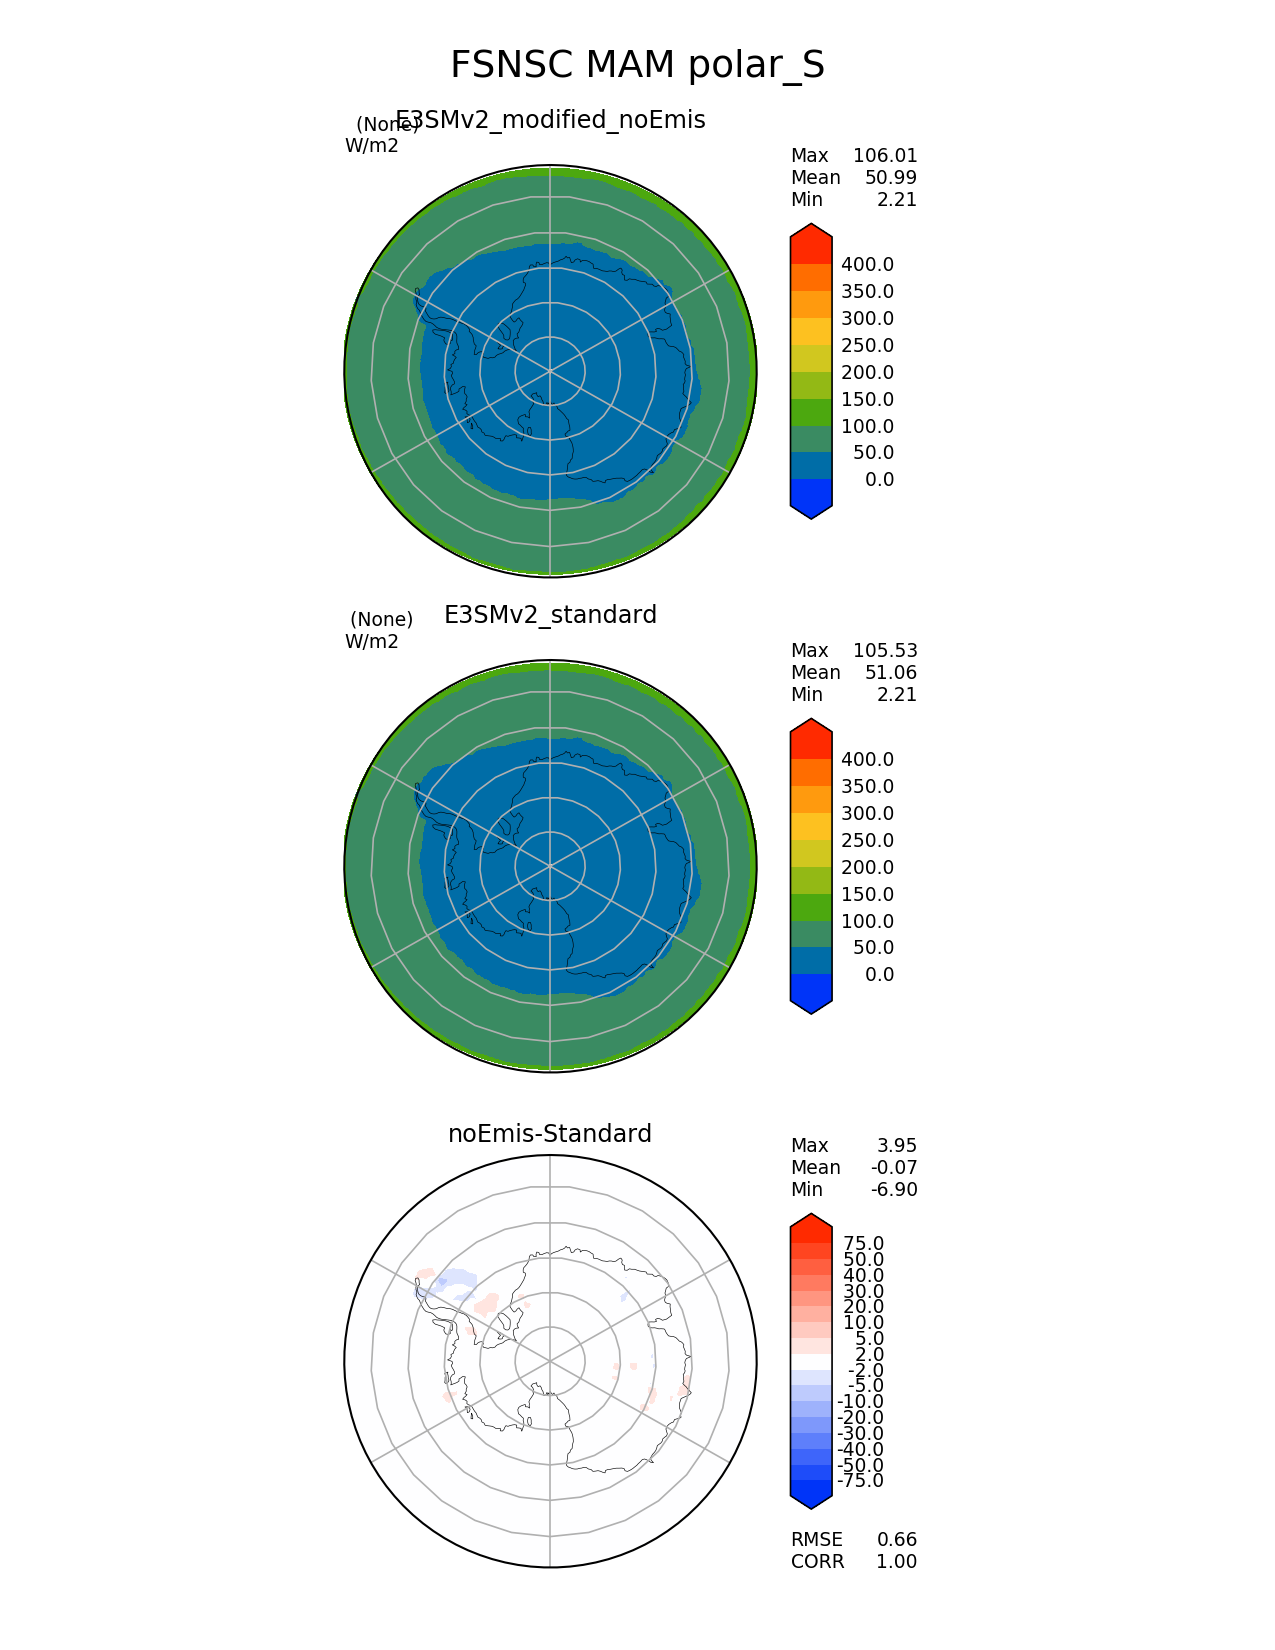 FSNSC MAM polar_S
(None)
E3SMv2_modified_noEmis
W/m2
Max 106.01
Mean 50.99
Min 2.21
400.0
350.0
300.0
250.0
200.0
150.0
100.0
50.0
0.0
(None)
E3SMv2_standard
W/m2
Max 105.53
Mean 51.06
Min 2.21
400.0
350.0
300.0
250.0
200.0
150.0
100.0
50.0
0.0
noEmis-Standard
Max 3.95
Mean -0.07
Min -6.90
75.0
50.0
40.0
30.0
20.0
10.0
5.0
2.0
-2.0
-5.0
-10.0
-20.0
-30.0
-40.0
-50.0
-75.0
RMSE 0.66
CORR 1.00